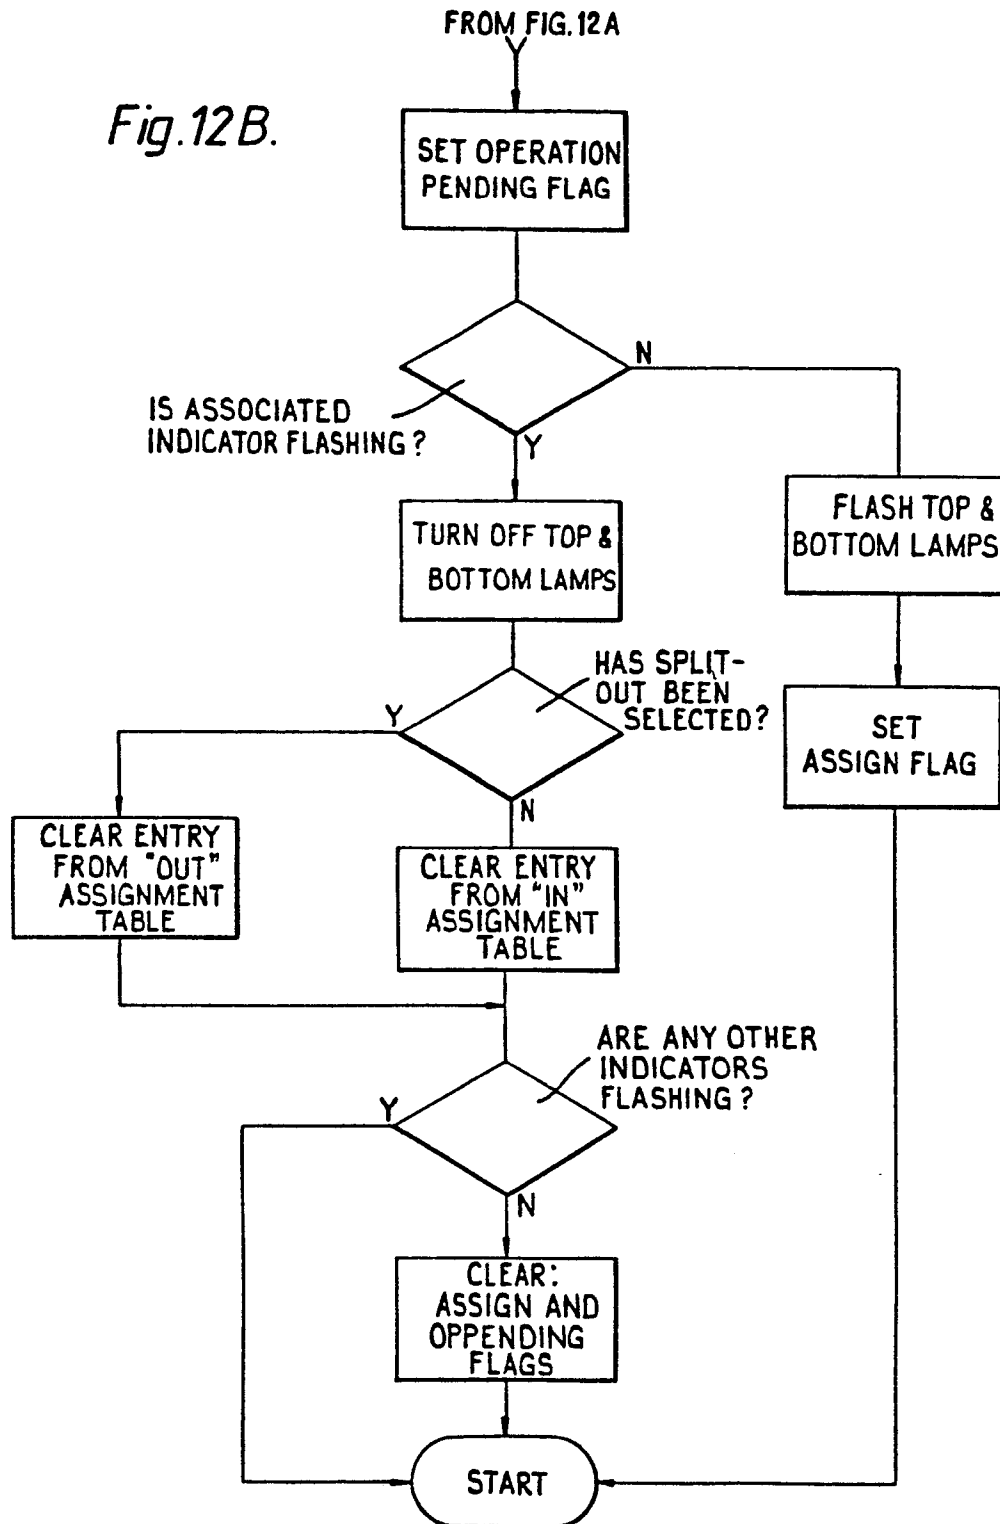 FROM FIG.12A
Fig.12B.
SET OPERATION
PENDING FLAG
N
IS ASSOCIATED
INDICATOR FLASHING?
Y
TURN OFF TOP &
BOTTOM LAMPS
FLASH TOP &
BOTTOM LAMPS
HAS SPLIT-
OUT BEEN
SELECTED?
Y
N
SET
ASSIGN FLAG
CLEAR ENTRY
FROM "OUT"
ASSIGNMENT
TABLE
CLEAR ENTRY
FROM "IN"
ASSIGNMENT
TABLE
ARE ANY OTHER
INDICATORS
FLASHING?
Y
N
CLEAR:
ASSIGN AND
OPPENDING
FLAGS
START